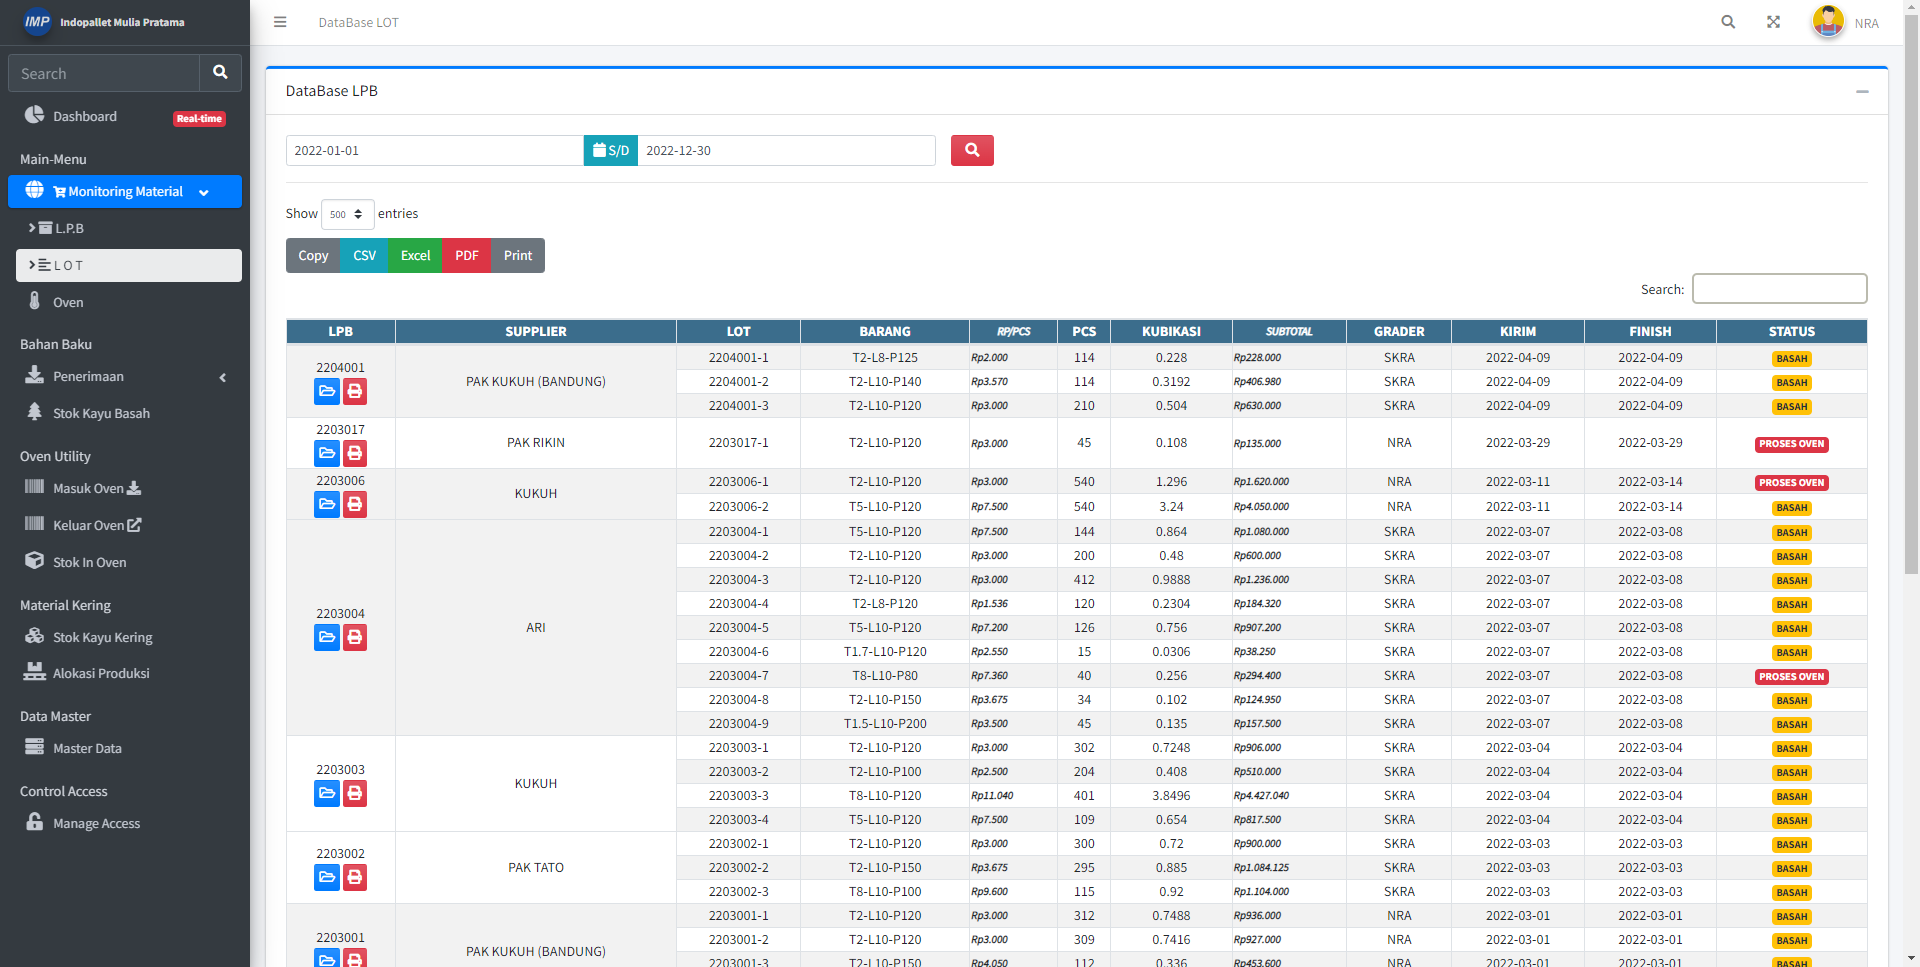 IMP Indopallet Mulia Pratama
DataBase LOT
NRA
Search
Dashboard Real-time
Main-Menu
Monitoring Material
L.P.B
L O T
Oven
Bahan Baku
Penerimaan
Stok Kayu Basah
Oven Utility
Masuk Oven
Keluar Oven
Stok In Oven
Material Kering
Stok Kayu Kering
Alokasi Produksi
Data Master
Master Data
Control Access
Manage Access
DataBase LPB
2022-01-01 S/D 2022-12-30
Show 500 entries
Copy CSV Excel PDF Print
Search:
LPB SUPPLIER LOT BARANG RP/PCS PCS KUBIKASI SUBTOTAL GRADER KIRIM FINISH STATUS
2204001 PAK KUKUH (BANDUNG) 2204001-1 T2-L8-P125 Rp2.000 114 0.228 Rp228.000 SKRA 2022-04-09 2022-04-09 BASAH
2204001-2 T2-L10-P140 Rp3.570 114 0.3192 Rp406.980 SKRA 2022-04-09 2022-04-09 BASAH
2204001-3 T2-L10-P120 Rp3.000 210 0.504 Rp630.000 SKRA 2022-04-09 2022-04-09 BASAH
2203017 PAK RIKIN 2203017-1 T2-L10-P120 Rp3.000 45 0.108 Rp135.000 NRA 2022-03-29 2022-03-29 PROSES OVEN
2203006 KUKUH 2203006-1 T2-L10-P120 Rp3.000 540 1.296 Rp1.620.000 NRA 2022-03-11 2022-03-14 PROSES OVEN
2203006-2 T5-L10-P120 Rp7.500 540 3.24 Rp4.050.000 NRA 2022-03-11 2022-03-14 BASAH
2203004 ARI 2203004-1 T5-L10-P120 Rp7.500 144 0.864 Rp1.080.000 SKRA 2022-03-07 2022-03-08 BASAH
2203004-2 T2-L10-P120 Rp3.000 200 0.48 Rp600.000 SKRA 2022-03-07 2022-03-08 BASAH
2203004-3 T2-L10-P120 Rp3.000 412 0.9888 Rp1.236.000 SKRA 2022-03-07 2022-03-08 BASAH
2203004-4 T2-L8-P120 Rp1.536 120 0.2304 Rp184.320 SKRA 2022-03-07 2022-03-08 BASAH
2203004-5 T5-L10-P120 Rp7.200 126 0.756 Rp907.200 SKRA 2022-03-07 2022-03-08 BASAH
2203004-6 T1.7-L10-P120 Rp2.550 15 0.0306 Rp38.250 SKRA 2022-03-07 2022-03-08 BASAH
2203004-7 T8-L10-P80 Rp7.360 40 0.256 Rp294.400 SKRA 2022-03-07 2022-03-08 PROSES OVEN
2203004-8 T2-L10-P150 Rp3.675 34 0.102 Rp124.950 SKRA 2022-03-07 2022-03-08 BASAH
2203004-9 T1.5-L10-P200 Rp3.500 45 0.135 Rp157.500 SKRA 2022-03-07 2022-03-08 BASAH
2203003 KUKUH 2203003-1 T2-L10-P120 Rp3.000 302 0.7248 Rp906.000 SKRA 2022-03-04 2022-03-04 BASAH
2203003-2 T2-L10-P100 Rp2.500 204 0.408 Rp510.000 SKRA 2022-03-04 2022-03-04 BASAH
2203003-3 T8-L10-P120 Rp11.040 401 3.8496 Rp4.427.040 SKRA 2022-03-04 2022-03-04 BASAH
2203003-4 T5-L10-P120 Rp7.500 109 0.654 Rp817.500 SKRA 2022-03-04 2022-03-04 BASAH
2203002 PAK TATO 2203002-1 T2-L10-P120 Rp3.000 300 0.72 Rp900.000 SKRA 2022-03-03 2022-03-03 BASAH
2203002-2 T2-L10-P150 Rp3.675 295 0.885 Rp1.084.125 SKRA 2022-03-03 2022-03-03 BASAH
2203002-3 T8-L10-P100 Rp9.600 115 0.92 Rp1.104.000 SKRA 2022-03-03 2022-03-03 BASAH
2203001 PAK KUKUH (BANDUNG) 2203001-1 T2-L10-P120 Rp3.000 312 0.7488 Rp936.000 NRA 2022-03-01 2022-03-01 BASAH
2203001-2 T2-L10-P120 Rp3.000 309 0.7416 Rp927.000 NRA 2022-03-01 2022-03-01 BASAH
2203001-3 T2-L10-P150 Rp4.050 112 0.336 Rp453.600 NRA 2022-03-01 2022-03-01 BASAH